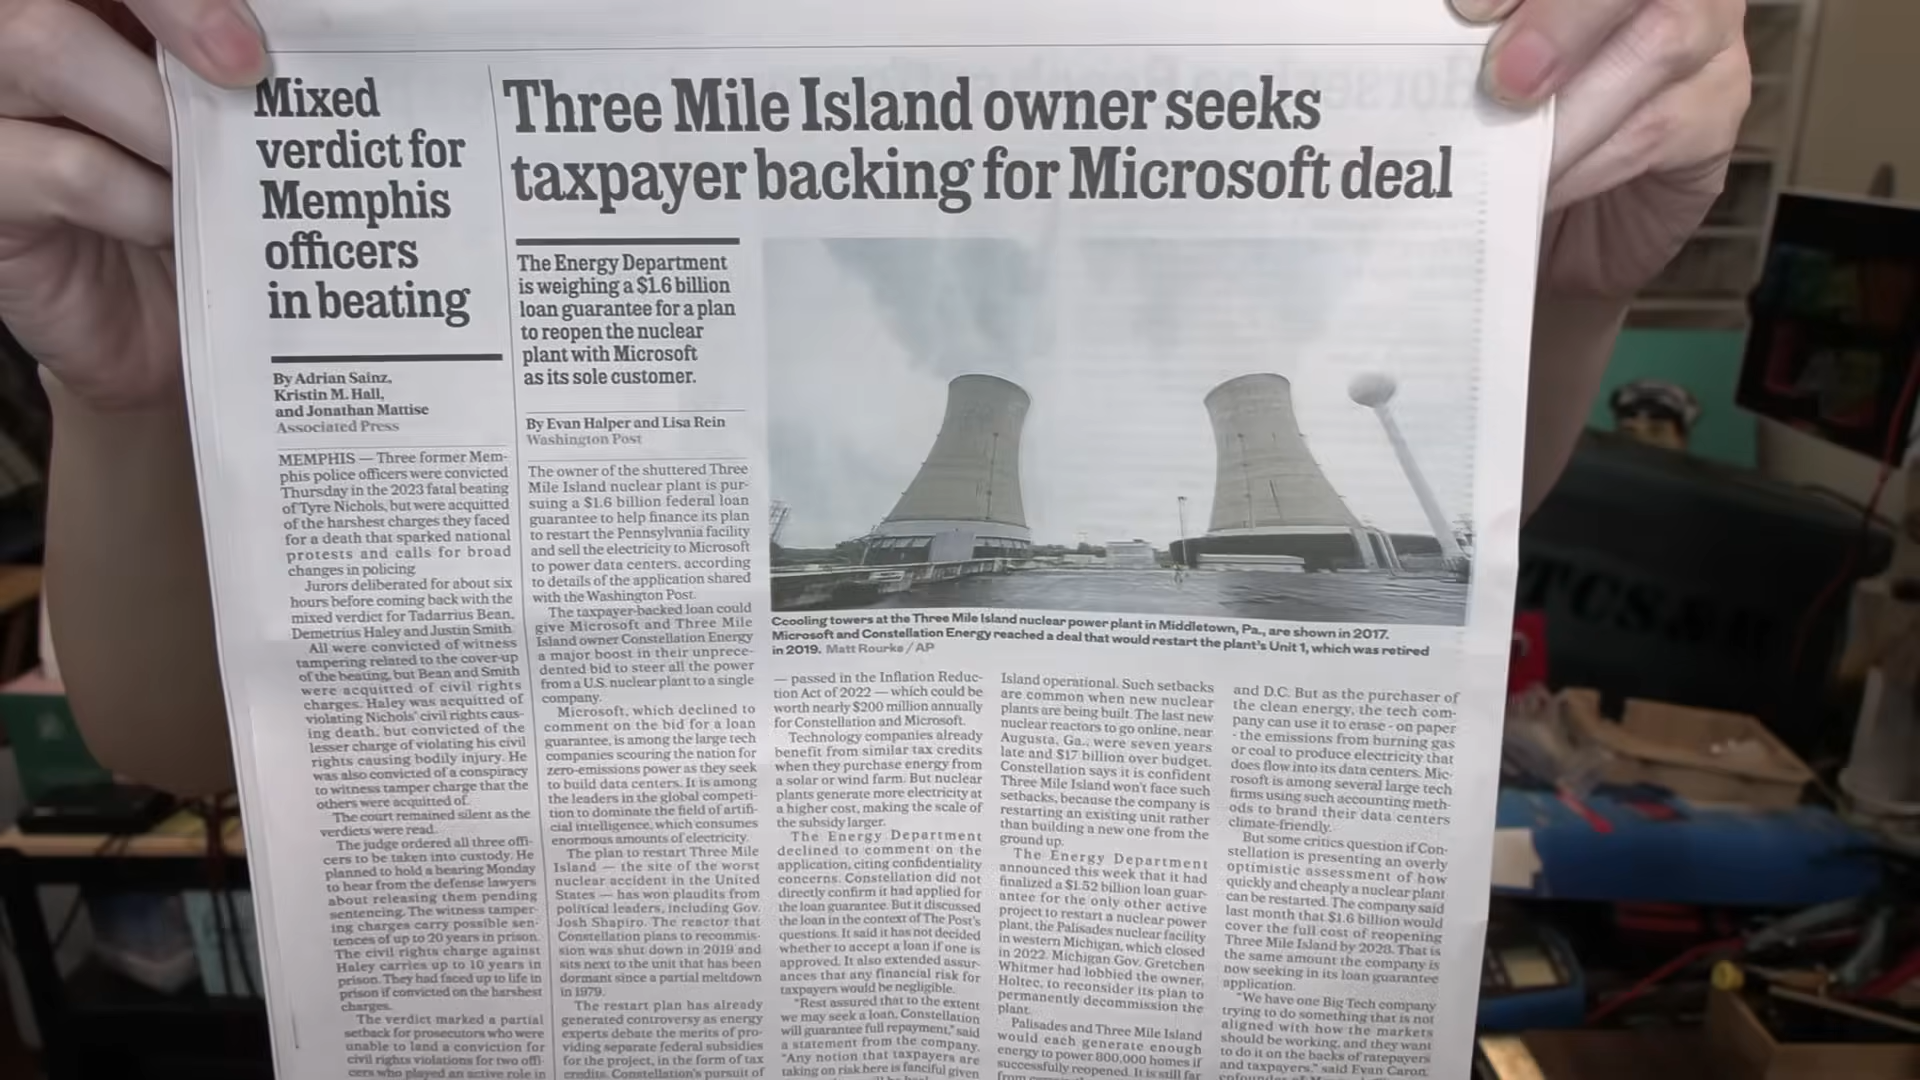 Mixed
verdict for
Memphis
officers
in beating
By Adrian Sainz,
Kristin M. Hall,
and Jonathan Mattise
Associated Press
MEMPHIS — Three former Mem-
phis police officers were convicted
Thursday in the 2023 fatal beating
of Tyre Nichols, but were acquitted
of the harshest charges they faced
for a death that sparked national
protests and calls for broad
changes in policing.
Jurors deliberated for about six
hours before coming back with the
mixed verdict for Tadarrius Bean,
Demetrius Haley and Justin Smith.
All were convicted of witness
tampering related to the cover-up
of the beating, but Bean and Smith
were acquitted of civil rights
charges. Haley was acquitted of
violating Nichols' civil rights caus-
ing death, but convicted of the
lesser charge of violating his civil
rights causing bodily injury. He
was also convicted of a conspiracy
to witness tamper charge that the
others were acquitted of.
The court remained silent as the
verdicts were read.
The judge ordered all three offi-
cers to be taken into custody. He
planned to hold a hearing Monday
to hear from the defense lawyers
about releasing them pending
sentencing. The witness tamper-
ing charges carry possible sen-
tences of up to 20 years in prison.
The civil rights charge against
Haley carries up to 10 years in
prison. They had faced up to life in
prison if convicted on the harshest
charges.
The verdict marked a partial
setback for prosecutors who were
unable to land a conviction for
civil rights violations for two offi-
cers who played an active role in
Three Mile Island owner seeks
taxpayer backing for Microsoft deal
The Energy Department
is weighing a $1.6 billion
loan guarantee for a plan
to reopen the nuclear
plant with Microsoft
as its sole customer.
By Evan Halper and Lisa Rein
Washington Post
The owner of the shuttered Three
Mile Island nuclear plant is pur-
suing a $1.6 billion federal loan
guarantee to help finance its plan
to restart the Pennsylvania facility
and sell the electricity to Microsoft
to power data centers, according
to details of the application shared
with the Washington Post.
The taxpayer-backed loan could
give Microsoft and Three Mile
Island owner Constellation Energy
a major boost in their unprece-
dented bid to steer all the power
from a U.S. nuclear plant to a single
company.
Microsoft, which declined to
comment on the bid for a loan
guarantee, is among the large tech
companies scouring the nation for
zero-emissions power as they seek
to build data centers. It is among
the leaders in the global competi-
tion to dominate the field of artifi-
cial intelligence, which consumes
enormous amounts of electricity.
The plan to restart Three Mile
Island — the site of the worst
nuclear accident in the United
States — has won plaudits from
political leaders, including Gov.
Josh Shapiro. The reactor that
Constellation plans to recommis-
sion was shut down in 2019 and
sits next to the unit that has been
dormant since a partial meltdown
in 1979.
The restart plan has already
generated controversy as energy
experts debate the merits of pro-
viding separate federal subsidies
for the project, in the form of tax
credits. Constellation's pursuit of
Ccooling towers at the Three Mile Island nuclear power plant in Middletown, Pa., are shown in 2017.
Microsoft and Constellation Energy reached a deal that would restart the plant's Unit 1, which was retired
in 2019. Matt Rourke / AP
— passed in the Inflation Reduc-
tion Act of 2022 — which could be
worth nearly $200 million annually
for Constellation and Microsoft.
Technology companies already
benefit from similar tax credits
when they purchase energy from
a solar or wind farm. But nuclear
plants generate more electricity at
a higher cost, making the scale of
the subsidy larger.
The Energy Department
declined to comment on the
application, citing confidentiality
concerns. Constellation did not
directly confirm it had applied for
the loan guarantee. But it discussed
the loan in the context of The Post's
questions. It said it has not decided
whether to accept a loan if one is
approved. It also extended assur-
ances that any financial risk for
taxpayers would be negligible.
"Rest assured that to the extent
we may seek a loan, Constellation
will guarantee full repayment," said
a statement from the company.
"Any notion that taxpayers are
taking on risk here is fanciful given
Island operational. Such setbacks
are common when new nuclear
plants are being built. The last new
nuclear reactors to go online, near
Augusta, Ga., were seven years
late and $17 billion over budget.
Constellation says it is confident
Three Mile Island won't face such
setbacks, because the company is
restarting an existing unit rather
than building a new one from the
ground up.
The Energy Department
announced this week that it had
finalized a $1.52 billion loan guar-
antee for the only other active
project to restart a nuclear power
plant, the Palisades nuclear facility
in western Michigan, which closed
in 2022. Michigan Gov. Gretchen
Whitmer had lobbied the owner,
Holtec, to reconsider its plan to
permanently decommission the
plant.
Palisades and Three Mile Island
would each generate enough
energy to power 800,000 homes if
successfully reopened. It is still far
and D.C. But as the purchaser of
the clean energy, the tech com-
pany can use it to erase - on paper
- the emissions from burning gas
or coal to produce electricity that
does flow into its data centers. Mic-
rosoft is among several large tech
firms using such accounting meth-
ods to brand their data centers
climate-friendly.
But some critics question if Con-
stellation is presenting an overly
optimistic assessment of how
quickly and cheaply a nuclear plant
can be restarted. The company said
last month that $1.6 billion would
cover the full cost of reopening
Three Mile Island by 2028. That is
the same amount the company is
now seeking in its loan guarantee
application.
"We have one Big Tech company
trying to do something that is not
aligned with how the markets
should be working, and they want
to do it on the backs of ratepayers
and taxpayers," said Evan Caron,